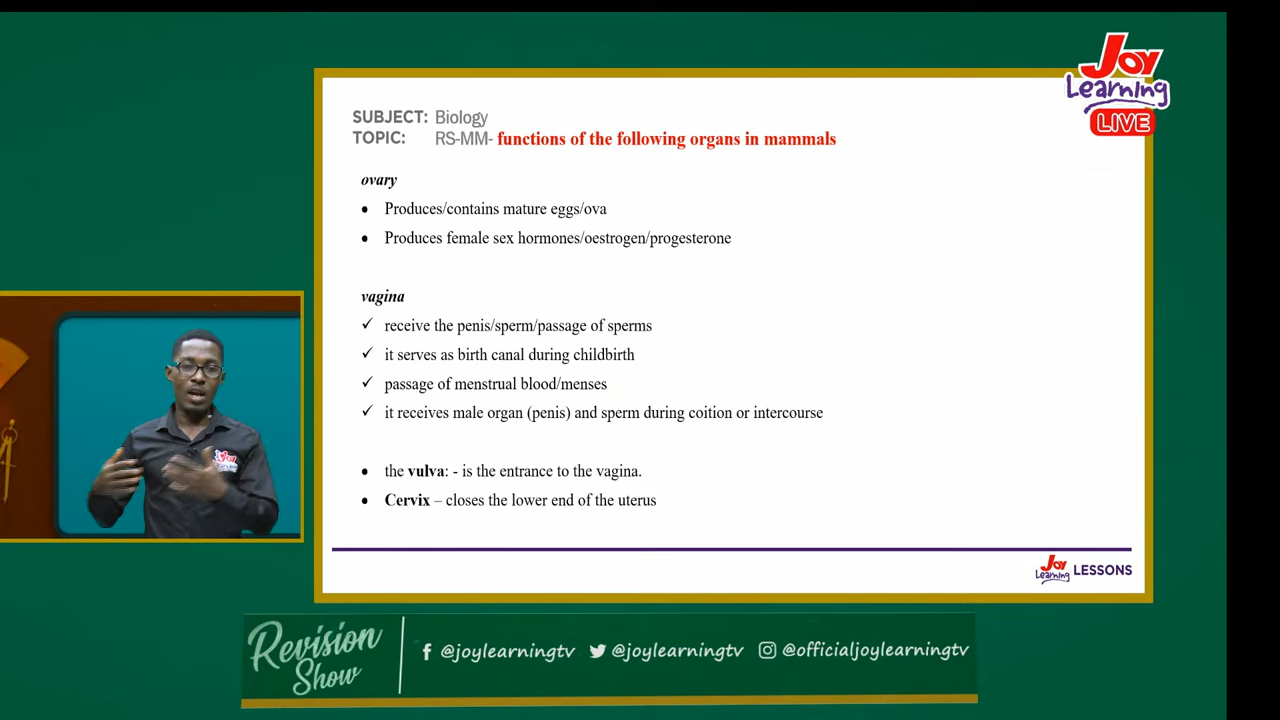 Joy
Learning
LIVE
SUBJECT: Biology
TOPIC: RS-MM- functions of the following organs in mammals
ovary
• Produces/contains mature eggs/ova
• Produces female sex hormones/oestrogen/progesterone
vagina
✓ receive the penis/sperm/passage of sperms
✓ it serves as birth canal during childbirth
✓ passage of menstrual blood/menses
✓ it receives male organ (penis) and sperm during coition or intercourse
• the vulva: - is the entrance to the vagina.
• Cervix – closes the lower end of the uterus
Joy Learning LESSONS
Revision
Show
@joylearningtv @joylearningtv @officialjoylearningtv